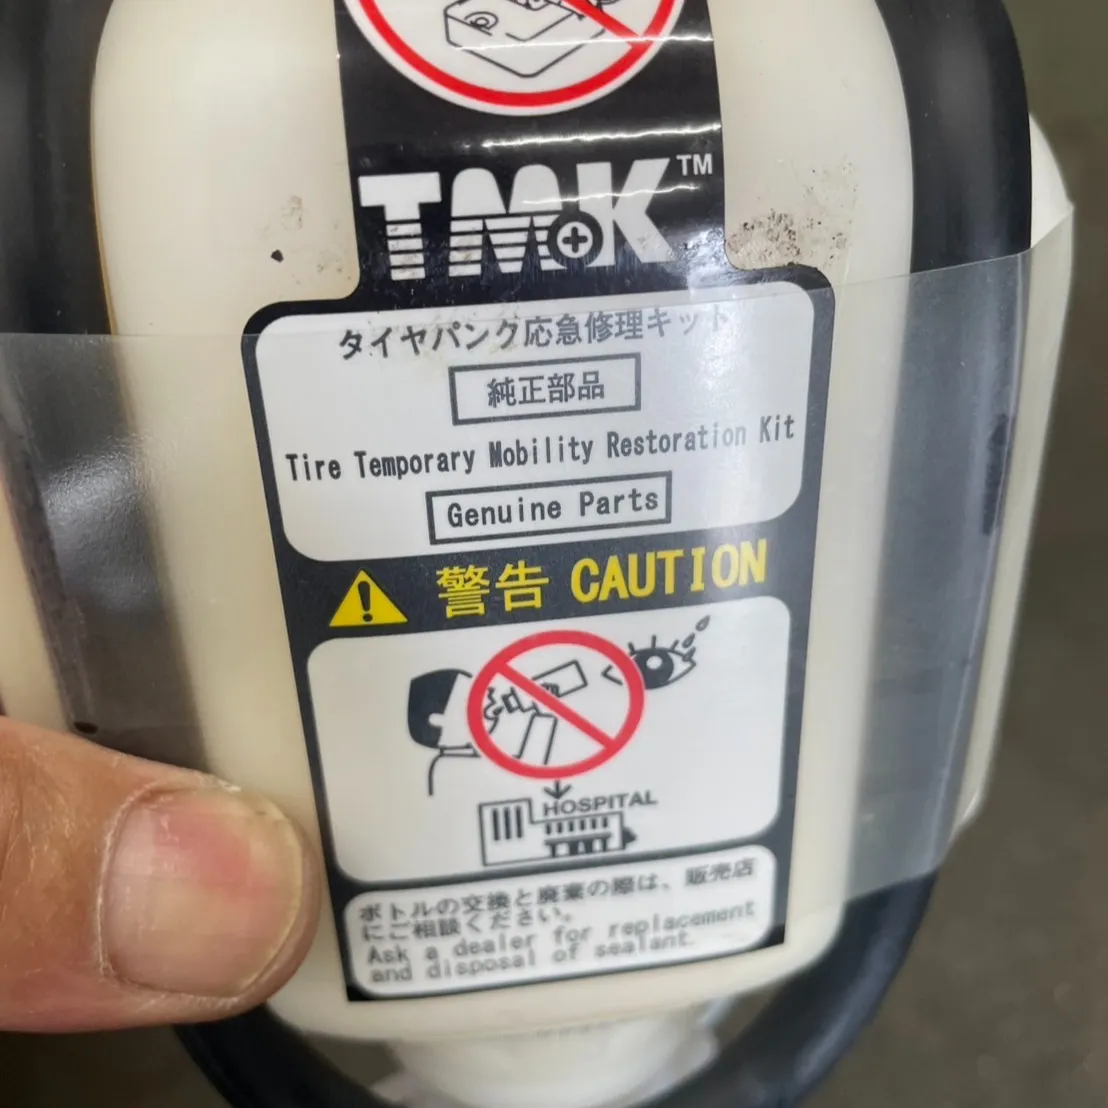 TMK™
タイヤパンク応急修理キット
純正部品
Tire Temporary Mobility Restoration Kit
Genuine Parts
警告 CAUTION
HOSPITAL
ボトルの交換と廃棄の際は、販売店
にご相談ください。
Ask a dealer for replacement
and disposal of sealant.